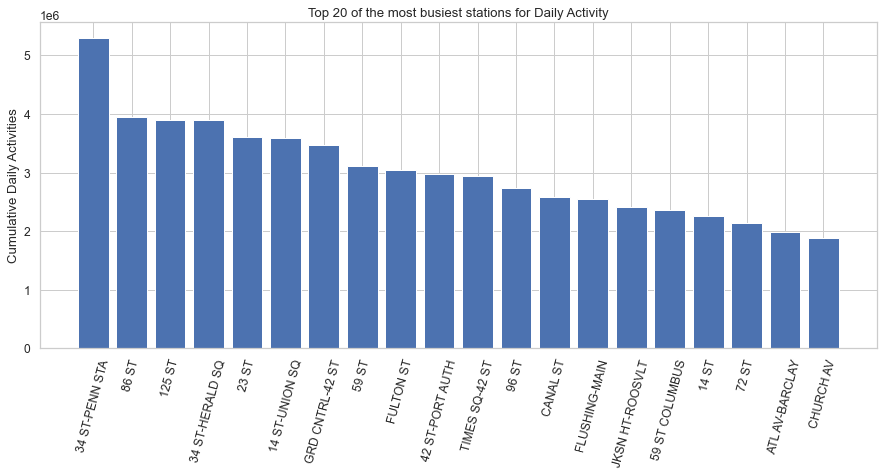 Top 20 of the most busiest stations for Daily Activity
1e6
5
4
3
2
1
0
Cumulative Daily Activities
34 ST-PENN STA
86 ST
125 ST
34 ST-HERALD SQ
23 ST
14 ST-UNION SQ
GRD CNTRL-42 ST
59 ST
FULTON ST
42 ST-PORT AUTH
TIMES SQ-42 ST
96 ST
CANAL ST
FLUSHING-MAIN
JKSN HT-ROOSVLT
59 ST COLUMBUS
14 ST
72 ST
ATL AV-BARCLAY
CHURCH AV